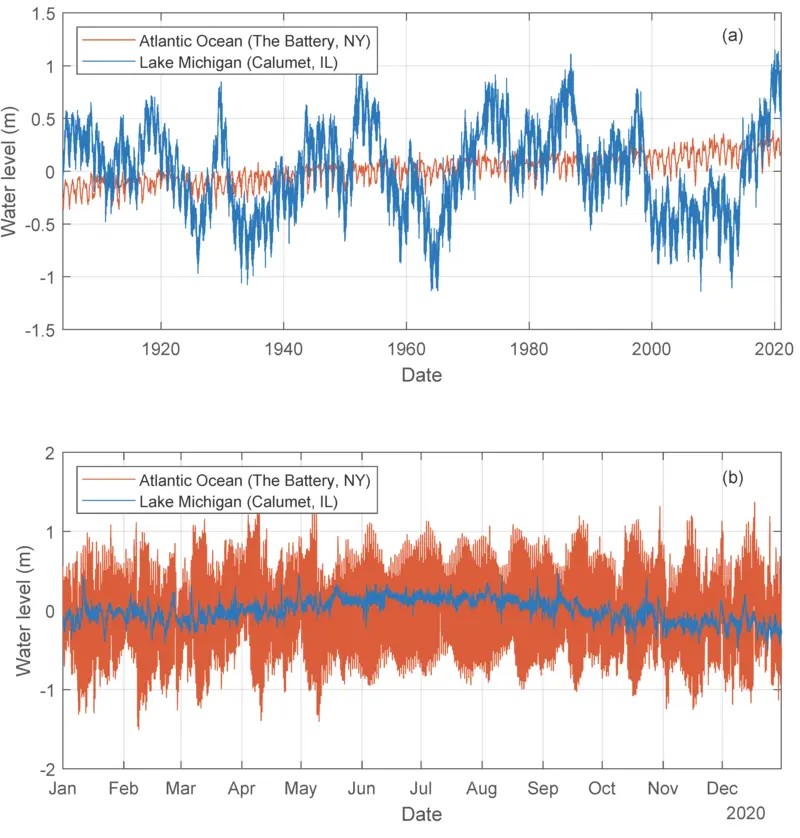 1.5
Atlantic Ocean (The Battery, NY)
(a)
Lake Michigan (Calumet, IL)
1
0.5
0
-0.5
-1
-1.5
Water level (m)
1920 1940 1960 1980 2000 2020
Date
2
Atlantic Ocean (The Battery, NY)
(b)
Lake Michigan (Calumet, IL)
1
0
-1
-2
Water level (m)
Jan Feb Mar Apr May Jun Jul Aug Sep Oct Nov Dec
Date
2020